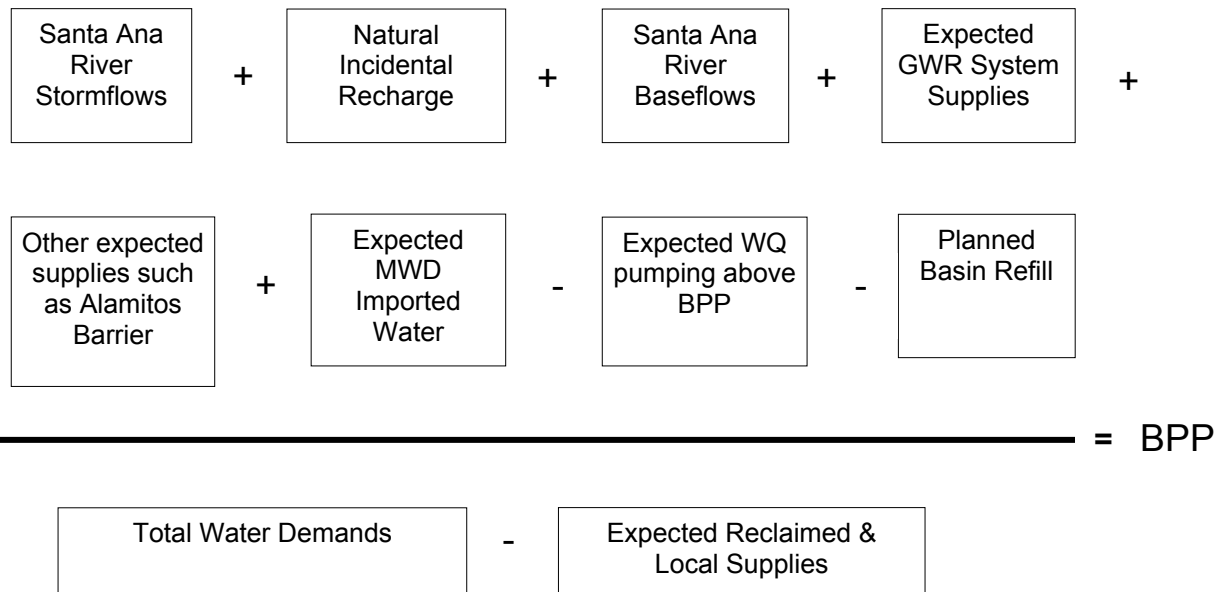 Santa Ana
River
Stormflows
+
Natural
Incidental
Recharge
+
Santa Ana
River
Baseflows
+
Expected
GWR System
Supplies
+
Other expected
supplies such
as Alamitos
Barrier
+
Expected
MWD
Imported
Water
-
Expected WQ
pumping above
BPP
-
Planned
Basin Refill
= BPP
Total Water Demands
-
Expected Reclaimed &
Local Supplies